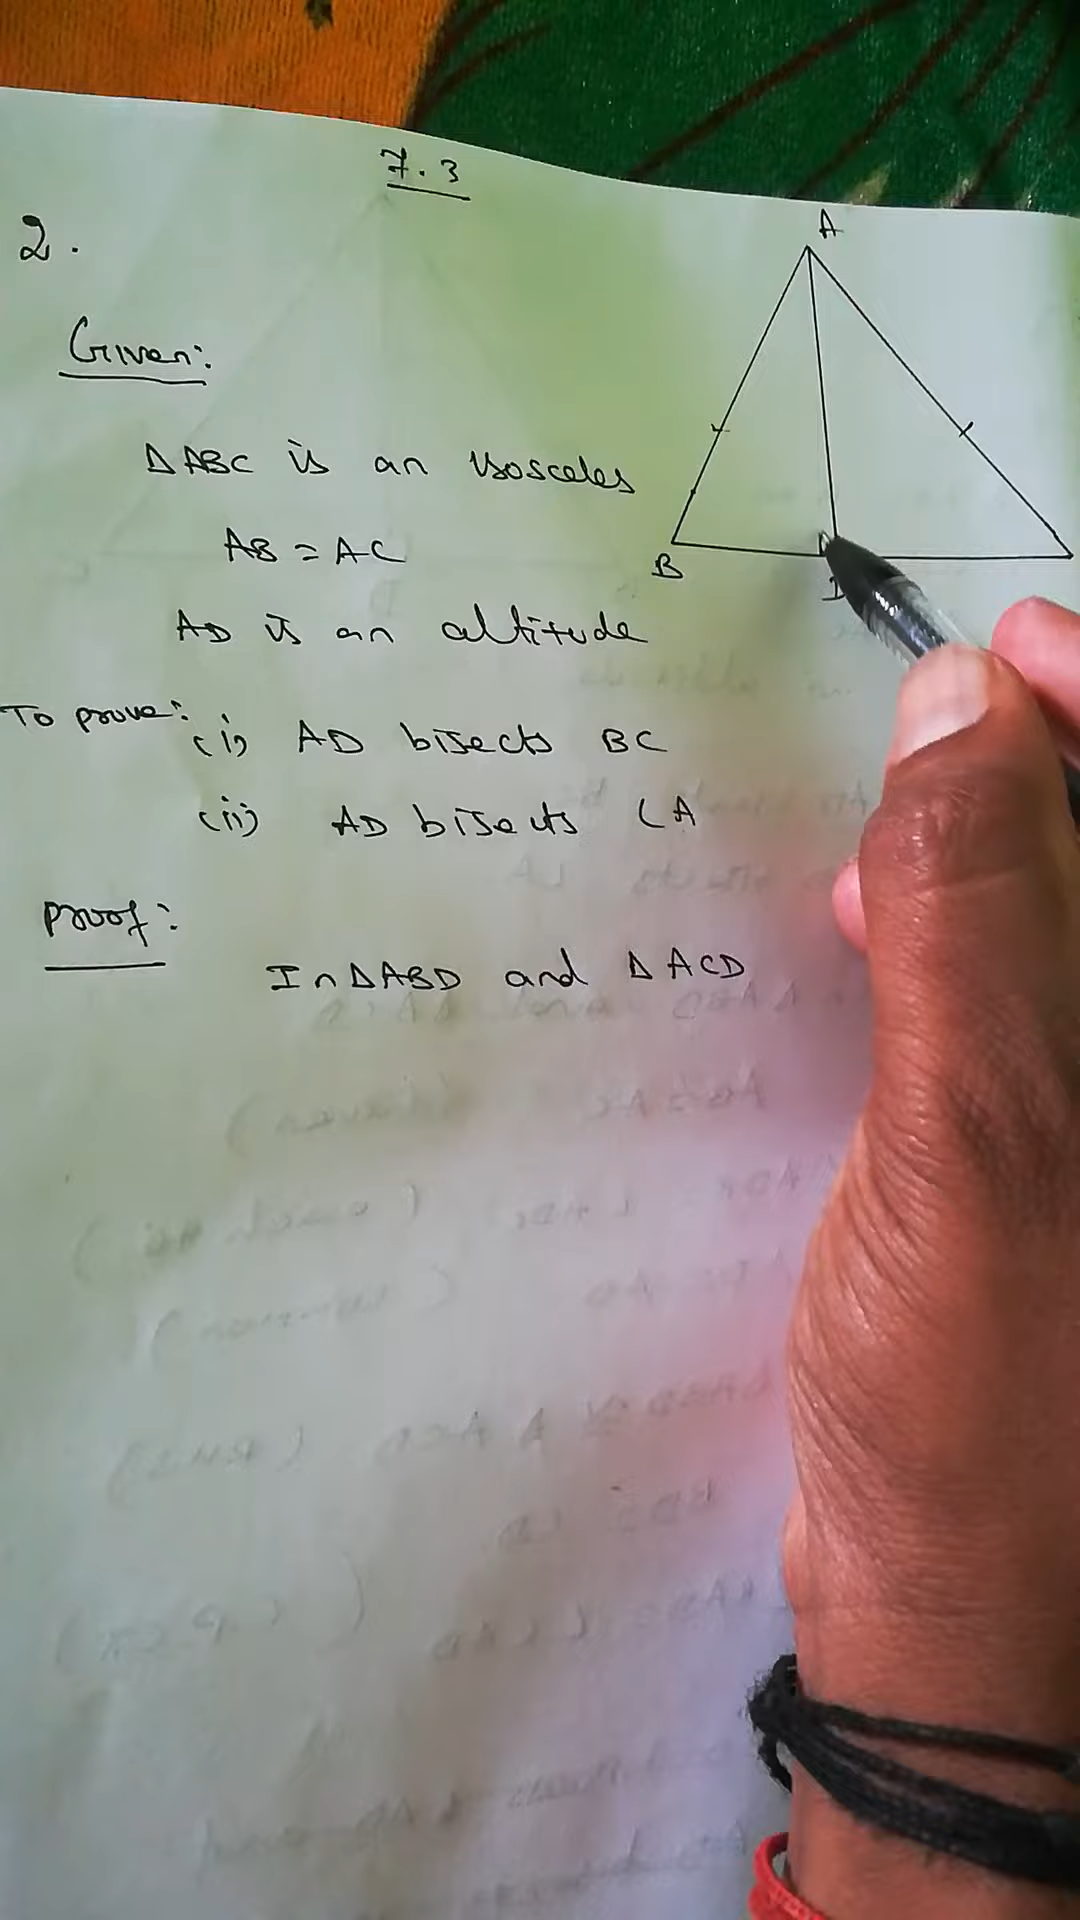 7.3
2.
A
Given:
ΔABC is an isosceles
AB = AC
B
D
AD is an altitude
To prove:
(i) AD bisects BC
(ii) AD bisects ∠A
Proof:
In ΔABD and ΔACD